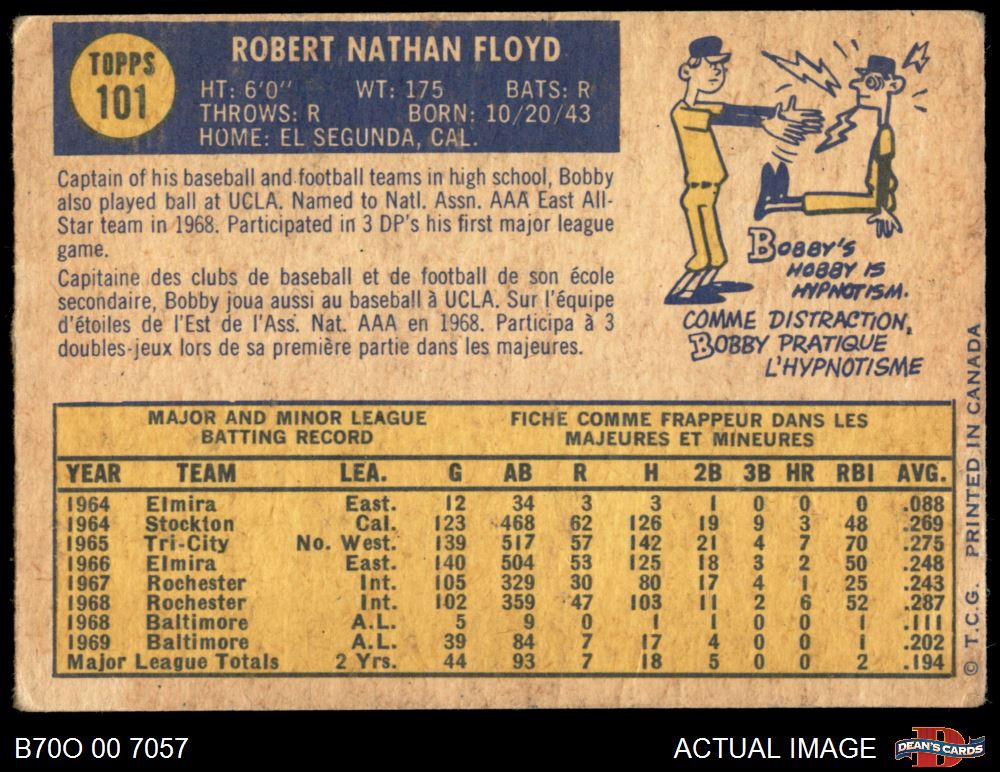 TOPPS
101
ROBERT NATHAN FLOYD
HT: 6'0" WT: 175 BATS: R
THROWS: R BORN: 10/20/43
HOME: EL SEGUNDA, CAL.
Captain of his baseball and football teams in high school, Bobby
also played ball at UCLA. Named to Natl. Assn. AAA East All-
Star team in 1968. Participated in 3 DP's his first major league
game.
Capitaine des clubs de baseball et de football de son école
secondaire, Bobby joua aussi au baseball à UCLA. Sur l'équipe
d'étoiles de l'Est de l'Ass. Nat. AAA en 1968. Participa à 3
doubles-jeux lors de sa première partie dans les majeures.
BOBBY'S
HOBBY IS
HYPNOTISM.
COMME DISTRACTION,
BOBBY PRATIQUE
L'HYPNOTISME
MAJOR AND MINOR LEAGUE FICHE COMME FRAPPEUR DANS LES
BATTING RECORD MAJEURES ET MINEURES
YEAR TEAM LEA. G AB R H 2B 3B HR RBI AVG.
1964 Elmira East. 12 34 3 3 1 0 0 0 .088
1964 Stockton Cal. 123 468 62 126 19 9 3 48 .269
1965 Tri-City No. West. 139 517 57 142 21 4 7 70 .275
1966 Elmira East. 140 504 53 125 18 3 2 50 .248
1967 Rochester Int. 105 329 30 80 17 4 1 25 .243
1968 Rochester Int. 102 359 47 103 11 2 6 52 .287
1968 Baltimore A.L. 5 9 0 1 1 0 0 1 .111
1969 Baltimore A.L. 39 84 7 17 4 0 0 1 .202
Major League Totals 2 Yrs. 44 93 7 18 5 0 0 2 .194
© T.C.G. PRINTED IN CANADA
B70O 00 7057
ACTUAL IMAGE
D
DEAN'S CARDS